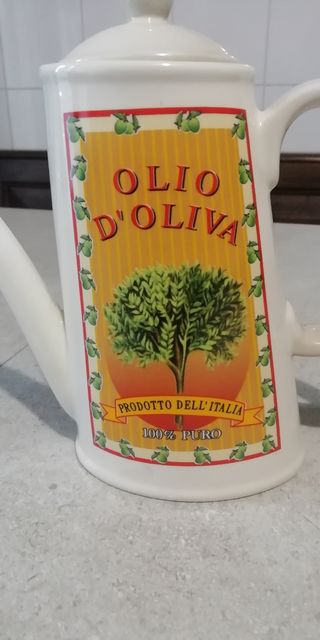 OLIO
D'OLIVA
PRODOTTO DELL'ITALIA
100% PURO